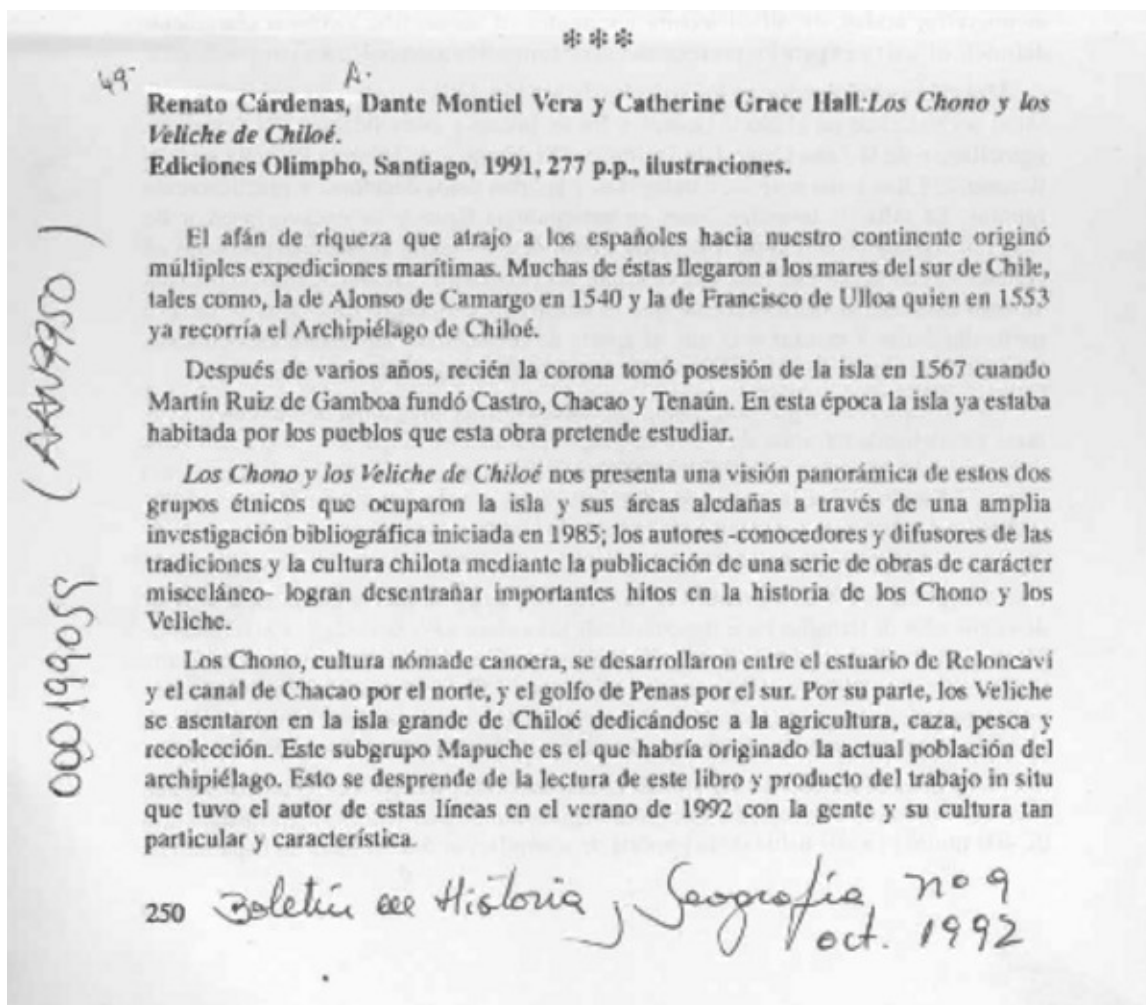 ***
49-
A.
Renato Cárdenas, Dante Montiel Vera y Catherine Grace Hall: Los Chono y los
Veliche de Chiloé.
Ediciones Olimpho, Santiago, 1991, 277 p.p., ilustraciones.
El afán de riqueza que atrajo a los españoles hacia nuestro continente originó
múltiples expediciones marítimas. Muchas de éstas llegaron a los mares del sur de Chile,
tales como, la de Alonso de Camargo en 1540 y la de Francisco de Ulloa quien en 1553
ya recorría el Archipiélago de Chiloé.
Después de varios años, recién la corona tomó posesión de la isla en 1567 cuando
Martín Ruiz de Gamboa fundó Castro, Chacao y Tenaún. En esta época la isla ya estaba
habitada por los pueblos que esta obra pretende estudiar.
Los Chono y los Veliche de Chiloé nos presenta una visión panorámica de estos dos
grupos étnicos que ocuparon la isla y sus áreas aledañas a través de una amplia
investigación bibliográfica iniciada en 1985; los autores -conocedores y difusores de las
tradiciones y la cultura chilota mediante la publicación de una serie de obras de carácter
misceláneo- logran desentrañar importantes hitos en la historia de los Chono y los
Veliche.
Los Chono, cultura nómade canoera, se desarrollaron entre el estuario de Reloncaví
y el canal de Chacao por el norte, y el golfo de Penas por el sur. Por su parte, los Veliche
se asentaron en la isla grande de Chiloé dedicándose a la agricultura, caza, pesca y
recolección. Este subgrupo Mapuche es el que habría originado la actual población del
archipiélago. Esto se desprende de la lectura de este libro y producto del trabajo in situ
que tuvo el autor de estas líneas en el verano de 1992 con la gente y su cultura tan
particular y característica.
250 Boletín de Historia y Geografía nº 9
oct. 1992
000199055 (AAN9950)